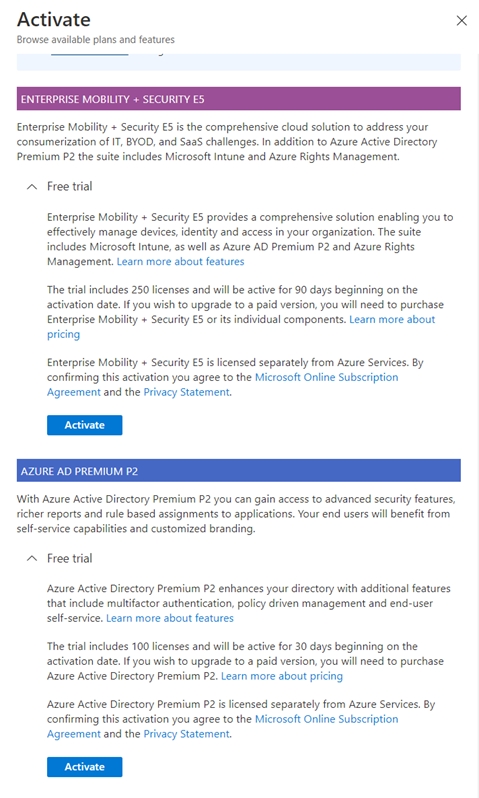 Activate
Browse available plans and features
ENTERPRISE MOBILITY + SECURITY E5
Enterprise Mobility + Security E5 is the comprehensive cloud solution to address your
consumerization of IT, BYOD, and SaaS challenges. In addition to Azure Active Directory
Premium P2 the suite includes Microsoft Intune and Azure Rights Management.
Free trial
Enterprise Mobility + Security E5 provides a comprehensive solution enabling you to
effectively manage devices, identity and access in your organization. The suite
includes Microsoft Intune, as well as Azure AD Premium P2 and Azure Rights
Management. Learn more about features
The trial includes 250 licenses and will be active for 90 days beginning on the
activation date. If you wish to upgrade to a paid version, you will need to purchase
Enterprise Mobility + Security E5 or its individual components. Learn more about
pricing
Enterprise Mobility + Security E5 is licensed separately from Azure Services. By
confirming this activation you agree to the Microsoft Online Subscription
Agreement and the Privacy Statement.
Activate
AZURE AD PREMIUM P2
With Azure Active Directory Premium P2 you can gain access to advanced security features,
richer reports and rule based assignments to applications. Your end users will benefit from
self-service capabilities and customized branding.
Free trial
Azure Active Directory Premium P2 enhances your directory with additional features
that include multifactor authentication, policy driven management and end-user
self-service. Learn more about features
The trial includes 100 licenses and will be active for 30 days beginning on the
activation date. If you wish to upgrade to a paid version, you will need to purchase
Azure Active Directory Premium P2. Learn more about pricing
Azure Active Directory Premium P2 is licensed separately from Azure Services. By
confirming this activation you agree to the Microsoft Online Subscription
Agreement and the Privacy Statement.
Activate